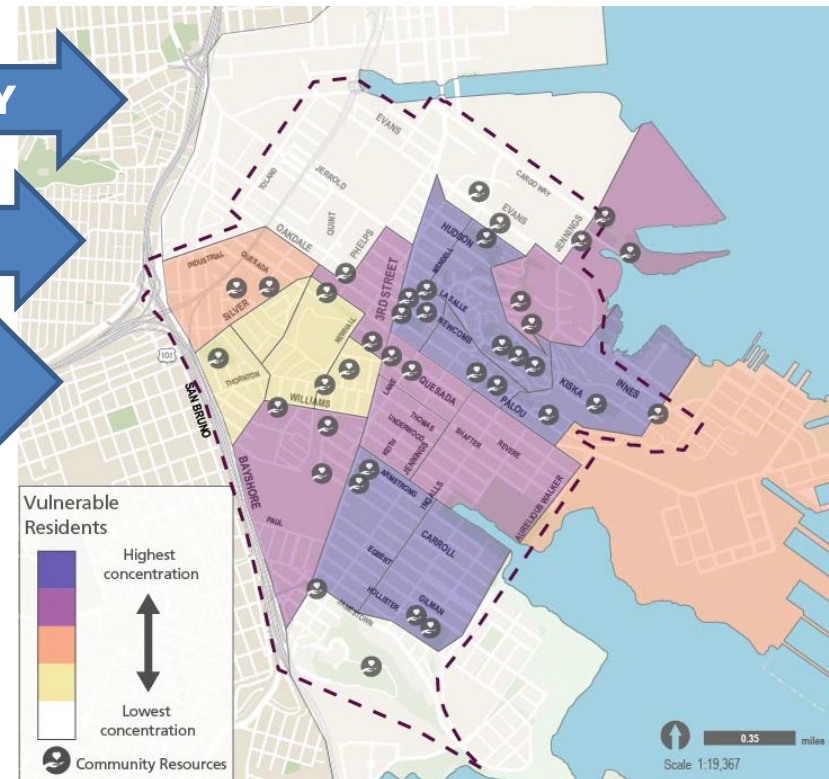 Y
EVANS
CARGO WAY
TOLAND
JERROLD
EVANS
JENNINGS
QUINT
PHELPS
HUDSON
OAKDALE
MENDELL
INDUSTRIAL
QUESADA
3RD STREET
LA SALLE
SILVER
NEWHALL
NEWCOMB
INNES
101
THORNTON
QUESADA
KISKA
LANE
PALOU
WILLIAMS
SAN BRUNO
THOMAS
UNDERWOOD
SHAFTER
REVERE
KEITH
JENNINGS
BAYSHORE
ARMSTRONG
INGALLS
AURELIOUS WALKER
PAUL
CARROLL
EGBERT
HOLLISTER
GILMAN
JAMESTOWN
Vulnerable
Residents
Highest
concentration
Lowest
concentration
Community Resources
0.35 miles
Scale 1:19,367